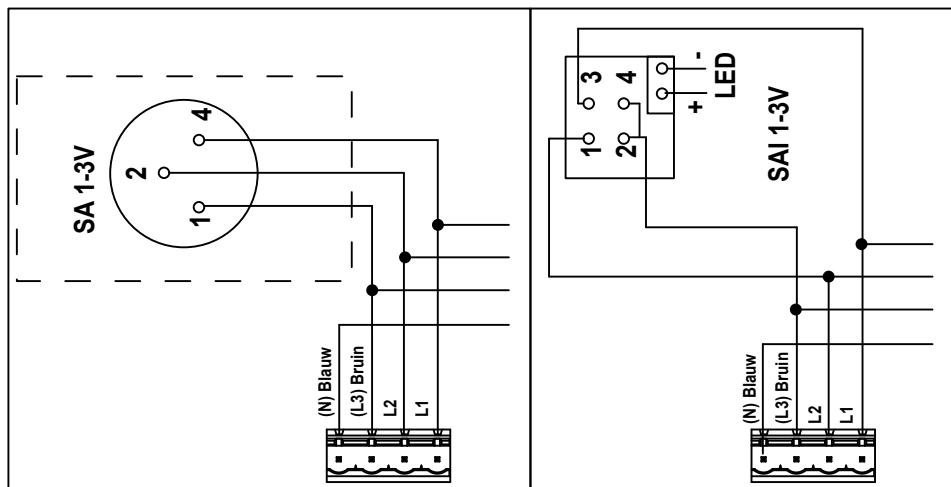 SA 1-3V
4
2
1
(N) Blauw
(L3) Bruin
L2
L1
3 4
1 2
-
+
LED
SAI 1-3V
(N) Blauw
(L3) Bruin
L2
L1